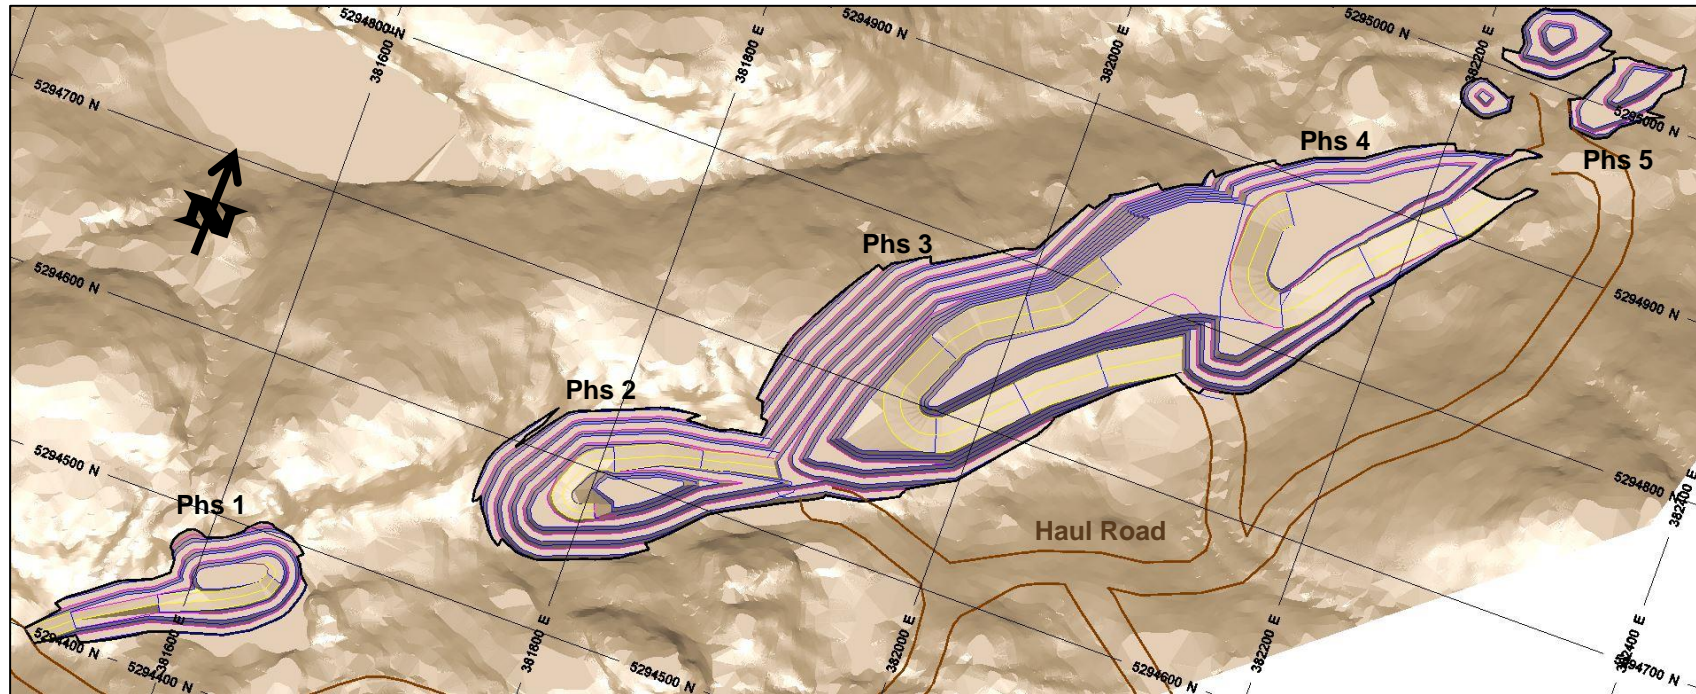 5294800 N
381600 E
381800 E
5294900 N
382000 E
5295000 N
382200 E
5294700 N
5295000 N
Phs 4
Phs 5
N
Phs 3
5294600 N
5294900 N
Phs 2
5294500 N
Phs 1
5294800 N
382400 E
Haul Road
5294400 N
381600 E
5294400 N
381800 E
5294500 N
382000 E
5294600 N
382200 E
382400 E
5294700 N